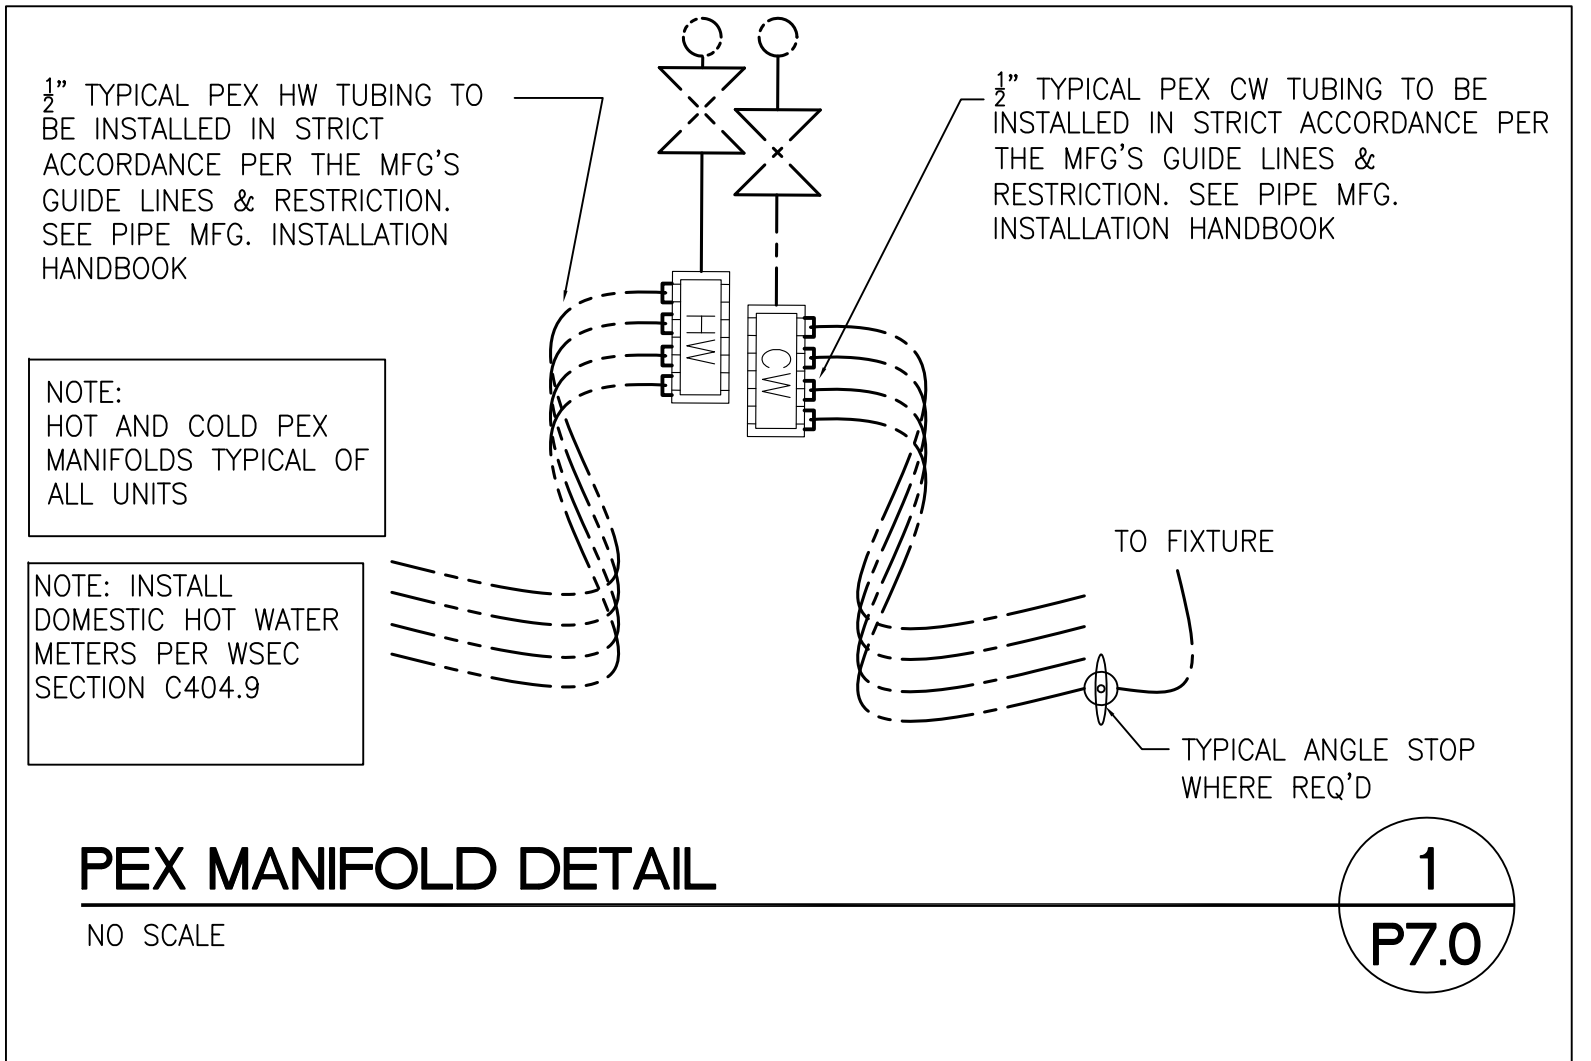 ½" TYPICAL PEX HW TUBING TO
BE INSTALLED IN STRICT
ACCORDANCE PER THE MFG'S
GUIDE LINES & RESTRICTION.
SEE PIPE MFG. INSTALLATION
HANDBOOK
½" TYPICAL PEX CW TUBING TO BE
INSTALLED IN STRICT ACCORDANCE PER
THE MFG'S GUIDE LINES &
RESTRICTION. SEE PIPE MFG.
INSTALLATION HANDBOOK
HW
CW
NOTE:
HOT AND COLD PEX
MANIFOLDS TYPICAL OF
ALL UNITS
NOTE: INSTALL
DOMESTIC HOT WATER
METERS PER WSEC
SECTION C404.9
TO FIXTURE
TYPICAL ANGLE STOP
WHERE REQ'D
PEX MANIFOLD DETAIL
NO SCALE
1
P7.0